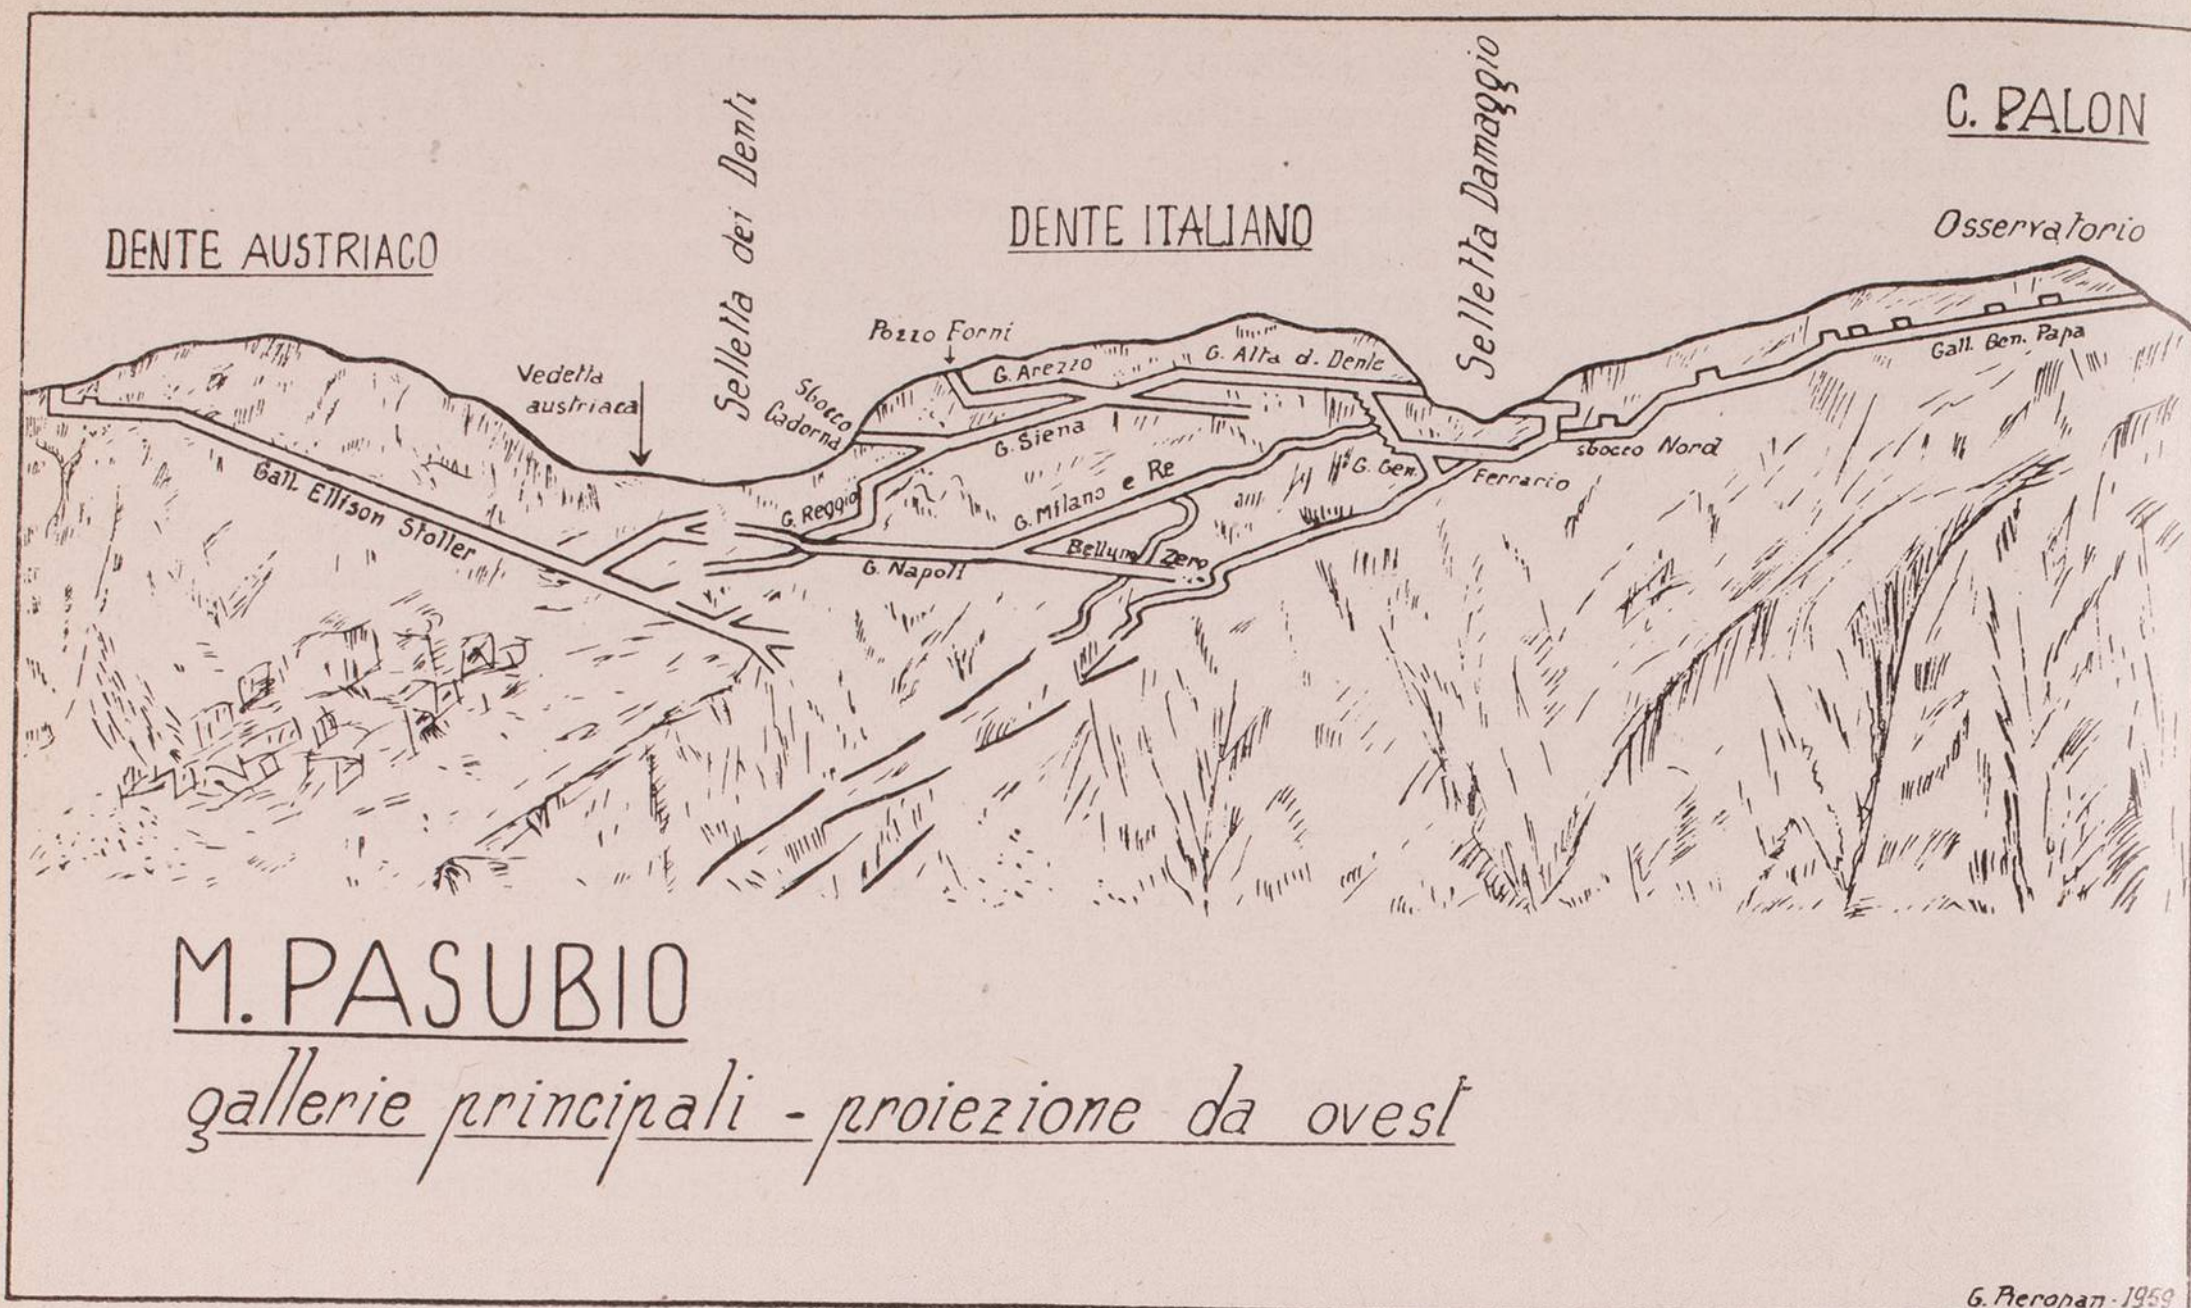 C. PALON
Osservatorio
Selletta Damaggio
Selletta dei Denti
DENTE ITALIANO
DENTE AUSTRIACO
Pozzo Forni
Vedetta
austriaca
Sbocco
Cadorna
G. Arezzo
G. Alta d. Dente
Gall. Gen. Papa
G. Siena
sbocco Nord
G. Gen.
Ferrario
G. Milano e Re
G. Reggio
Gall. Ellison Stoller
G. Napoli
Belluno
Zero
M. PASUBIO
gallerie principali - proiezione da ovest
G. Pieropan - 1959